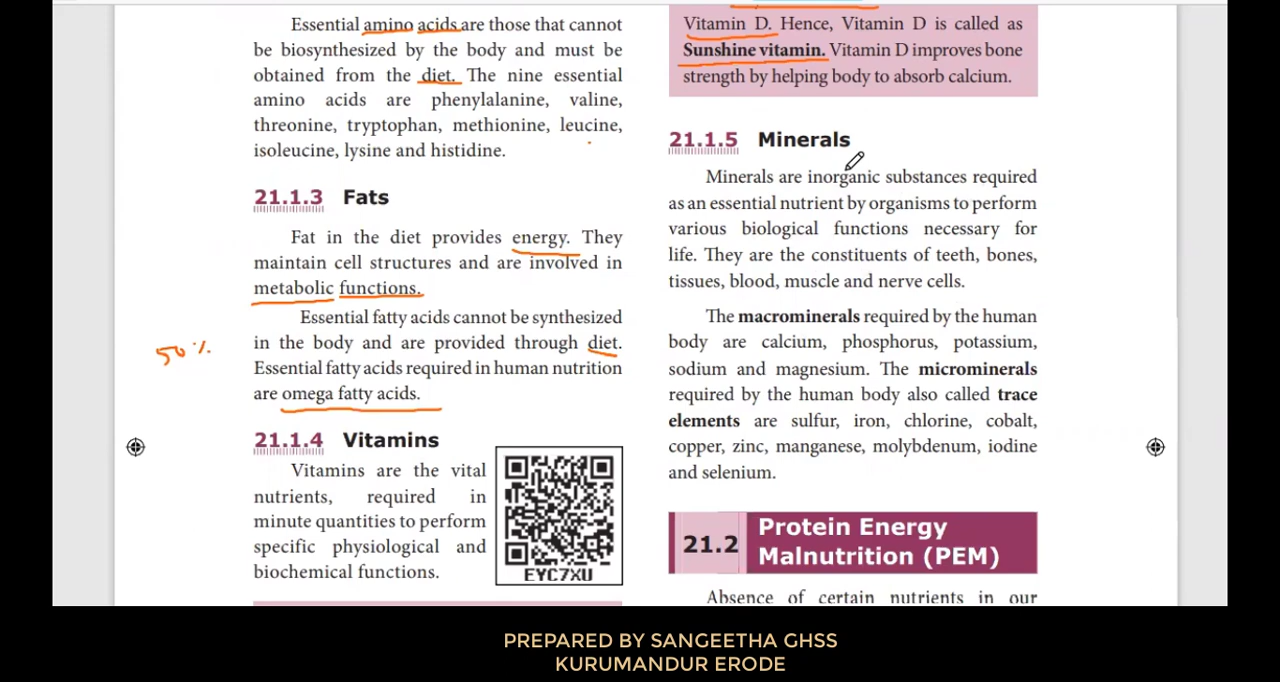 Essential amino acids are those that cannot
be biosynthesized by the body and must be
obtained from the diet. The nine essential
amino acids are phenylalanine, valine,
threonine, tryptophan, methionine, leucine,
isoleucine, lysine and histidine.
21.1.3 Fats
Fat in the diet provides energy. They
maintain cell structures and are involved in
metabolic functions.
Essential fatty acids cannot be synthesized
in the body and are provided through diet.
Essential fatty acids required in human nutrition
are omega fatty acids.
50%
21.1.4 Vitamins
Vitamins are the vital
nutrients, required in
minute quantities to perform
specific physiological and
biochemical functions.
EYC7XU
Vitamin D. Hence, Vitamin D is called as
Sunshine vitamin. Vitamin D improves bone
strength by helping body to absorb calcium.
21.1.5 Minerals
Minerals are inorganic substances required
as an essential nutrient by organisms to perform
various biological functions necessary for
life. They are the constituents of teeth, bones,
tissues, blood, muscle and nerve cells.
The macrominerals required by the human
body are calcium, phosphorus, potassium,
sodium and magnesium. The microminerals
required by the human body also called trace
elements are sulfur, iron, chlorine, cobalt,
copper, zinc, manganese, molybdenum, iodine
and selenium.
21.2 Protein Energy
Malnutrition (PEM)
Absence of certain nutrients in our
PREPARED BY SANGEETHA GHSS
KURUMANDUR ERODE